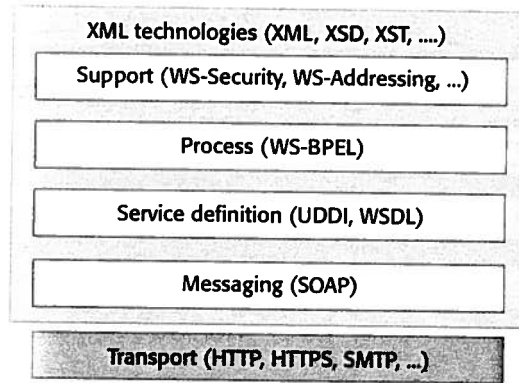 XML technologies (XML, XSD, XST, ....)
Support (WS-Security, WS-Addressing, ...)
Process (WS-BPEL)
Service definition (UDDI, WSDL)
Messaging (SOAP)
Transport (HTTP, HTTPS, SMTP, ...)